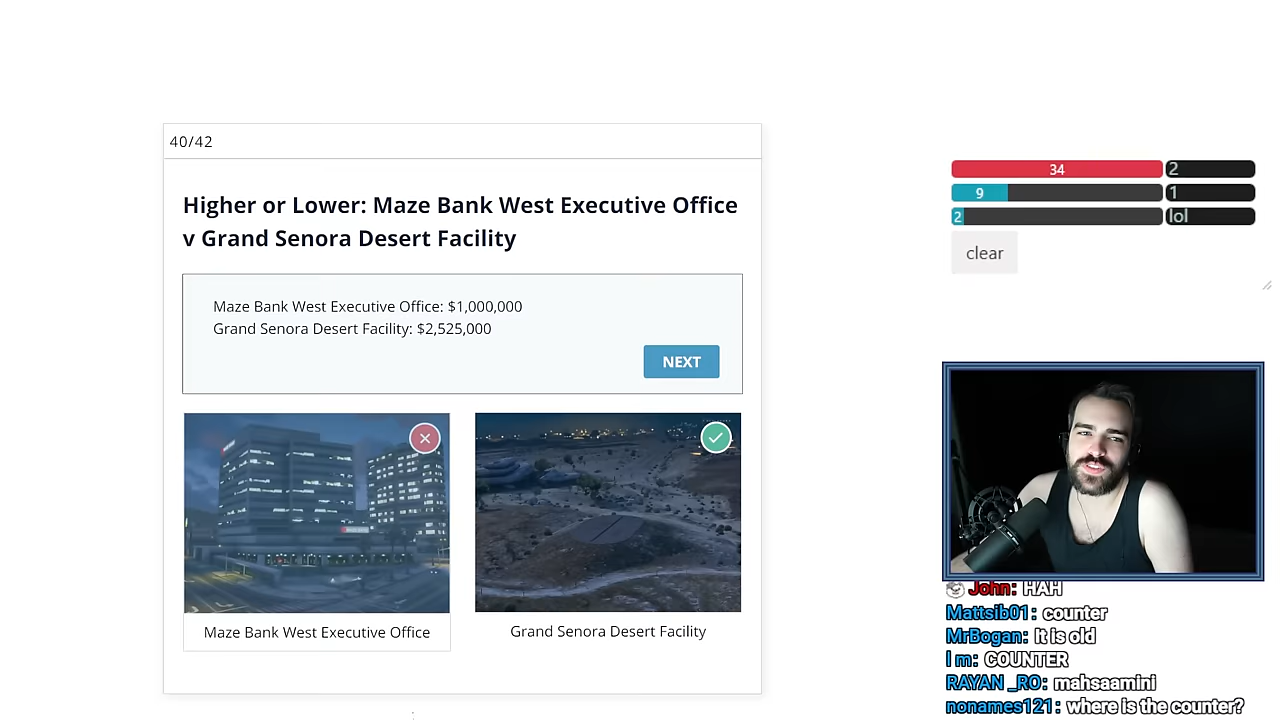 40/42
Higher or Lower: Maze Bank West Executive Office
v Grand Senora Desert Facility
Maze Bank West Executive Office: $1,000,000
Grand Senora Desert Facility: $2,525,000
NEXT
Maze Bank West Executive Office
Grand Senora Desert Facility
34 2
9 1
2 lol
clear
John: HAH
Mattsib01: counter
MrBogan: It is old
I m: COUNTER
RAYAN _RO: mahsaamini
nonames121: where is the counter?